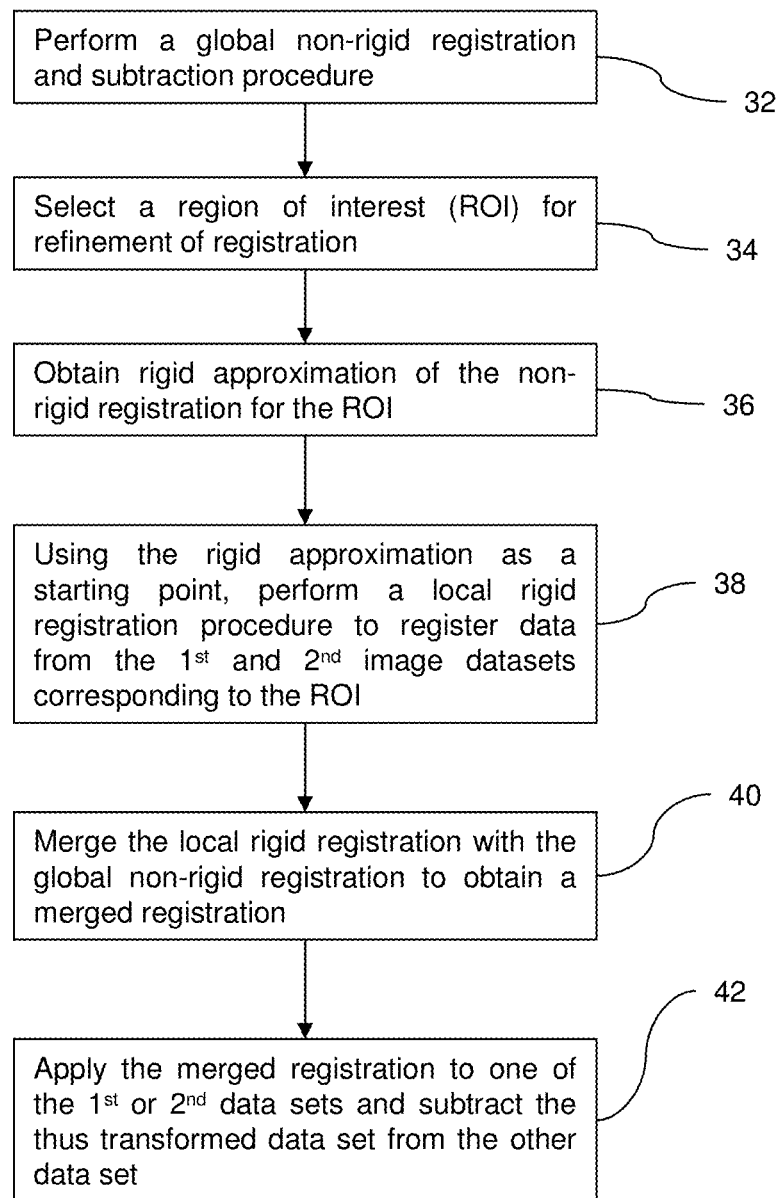 Perform a global non-rigid registration
and subtraction procedure
32
Select a region of interest (ROI) for
refinement of registration
34
Obtain rigid approximation of the non-
rigid registration for the ROI
36
Using the rigid approximation as a
starting point, perform a local rigid
registration procedure to register data
from the 1st and 2nd image datasets
corresponding to the ROI
38
Merge the local rigid registration with the
global non-rigid registration to obtain a
merged registration
40
Apply the merged registration to one of
the 1st or 2nd data sets and subtract the
thus transformed data set from the other
data set
42